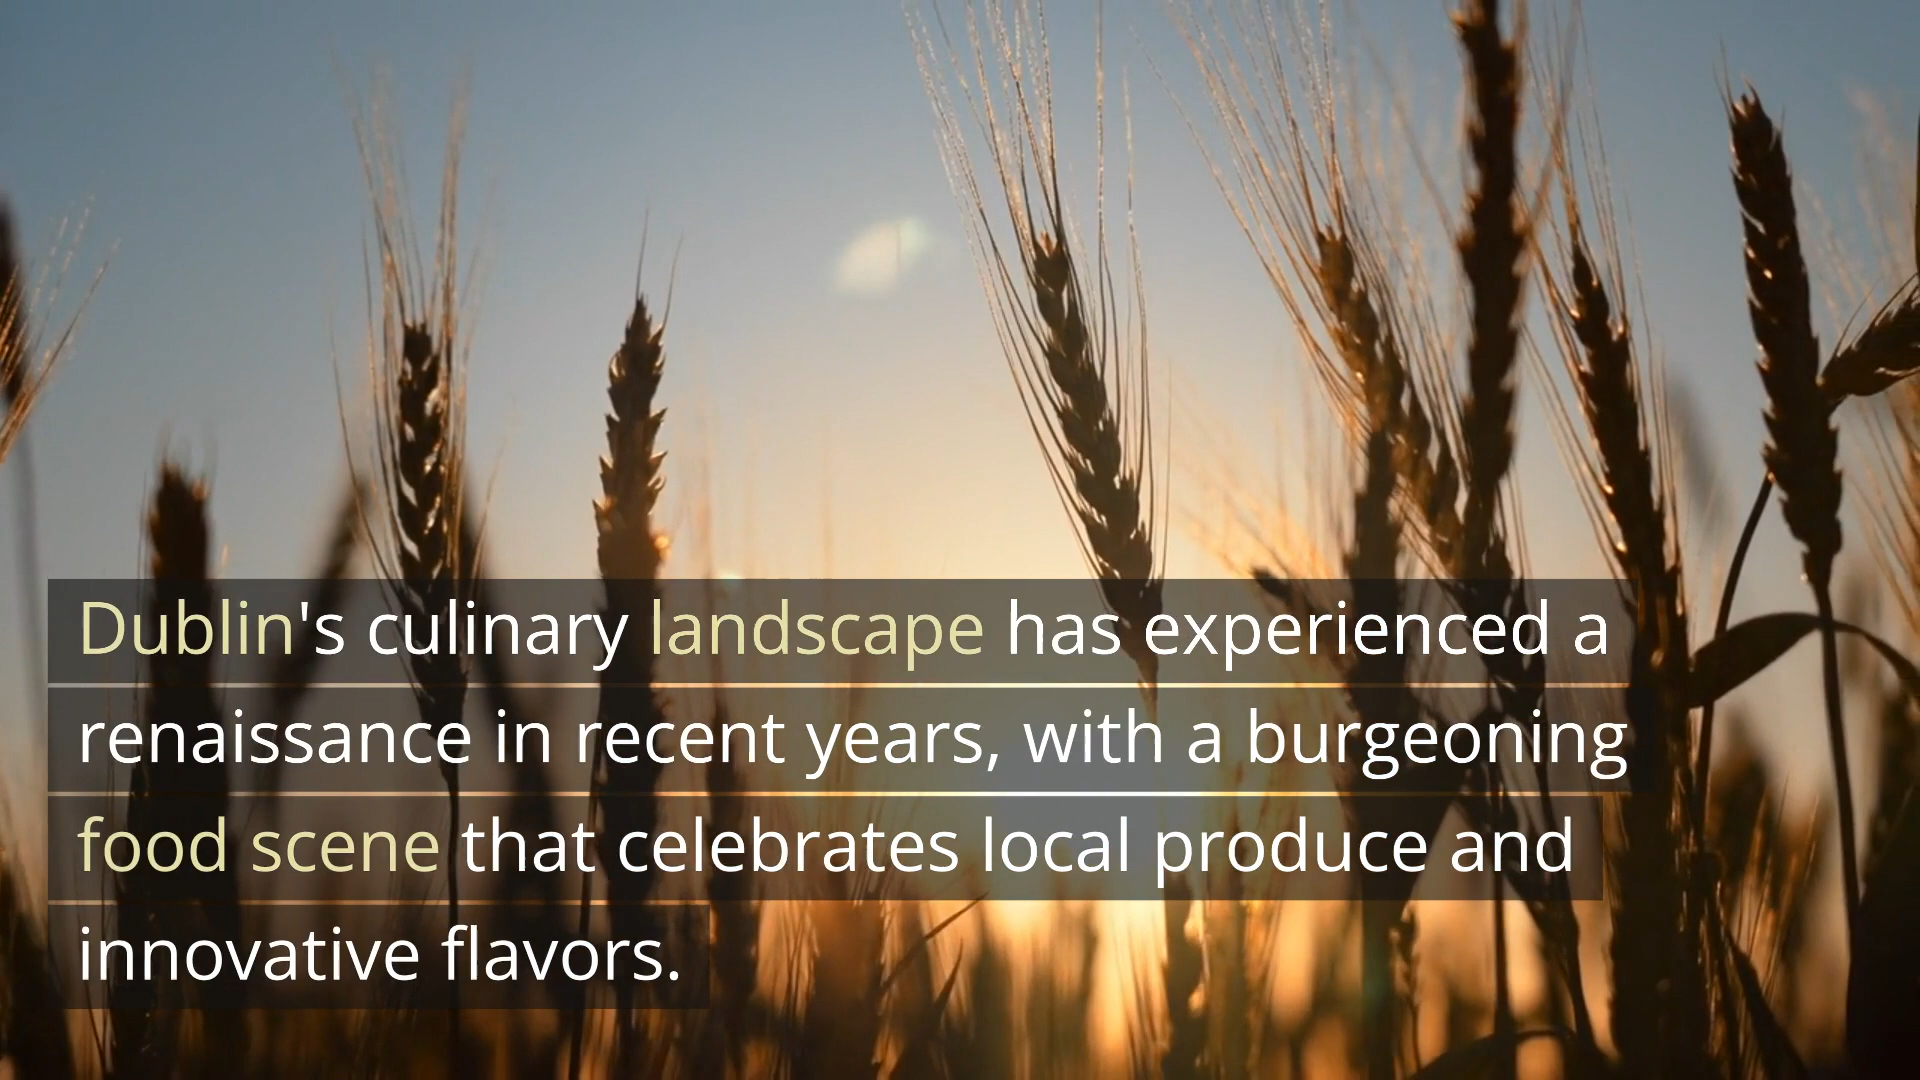 Dublin's culinary landscape has experienced a
renaissance in recent years, with a burgeoning
food scene that celebrates local produce and
innovative flavors.